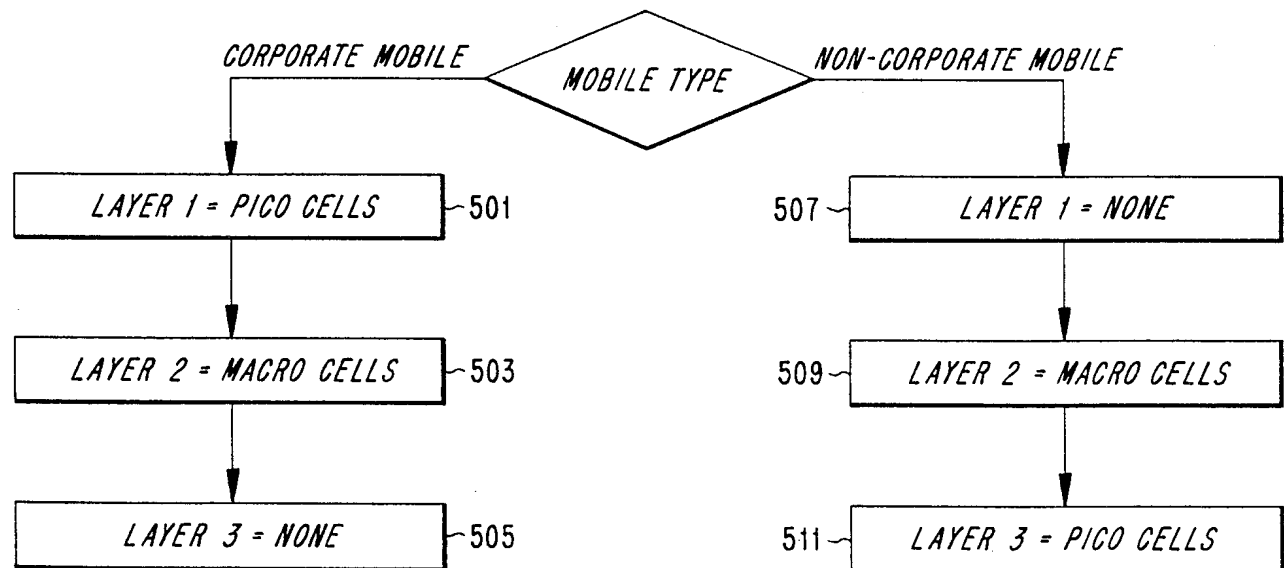 CORPORATE MOBILE
MOBILE TYPE
NON-CORPORATE MOBILE
LAYER 1 = PICO CELLS
501
507
LAYER 1 = NONE
LAYER 2 = MACRO CELLS
503
509
LAYER 2 = MACRO CELLS
LAYER 3 = NONE
505
511
LAYER 3 = PICO CELLS